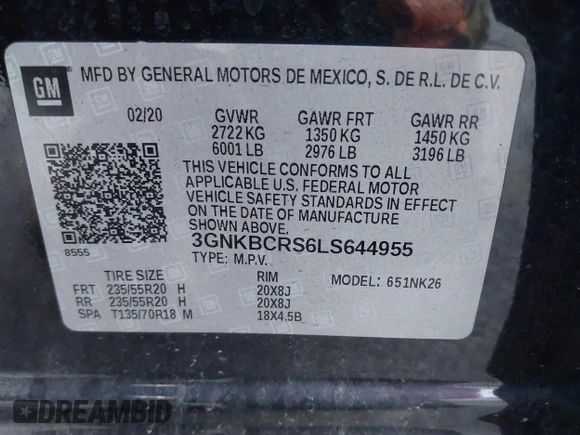 GM
MFD BY GENERAL MOTORS DE MEXICO, S. DE R.L. DE C.V.
02/20 GVWR GAWR FRT GAWR RR
2722 KG 1350 KG 1450 KG
6001 LB 2976 LB 3196 LB
THIS VEHICLE CONFORMS TO ALL
APPLICABLE U.S. FEDERAL MOTOR
VEHICLE SAFETY STANDARDS IN EFFECT
ON THE DATE OF MANUFACTURE.
3GNKBCRS6LS644955
8555 TYPE: M.P.V.
TIRE SIZE RIM MODEL: 651NK26
FRT 235/55R20 H 20X8J
RR 235/55R20 H 20X8J
SPA T135/70R18 M 18X4.5B
DREAMBID